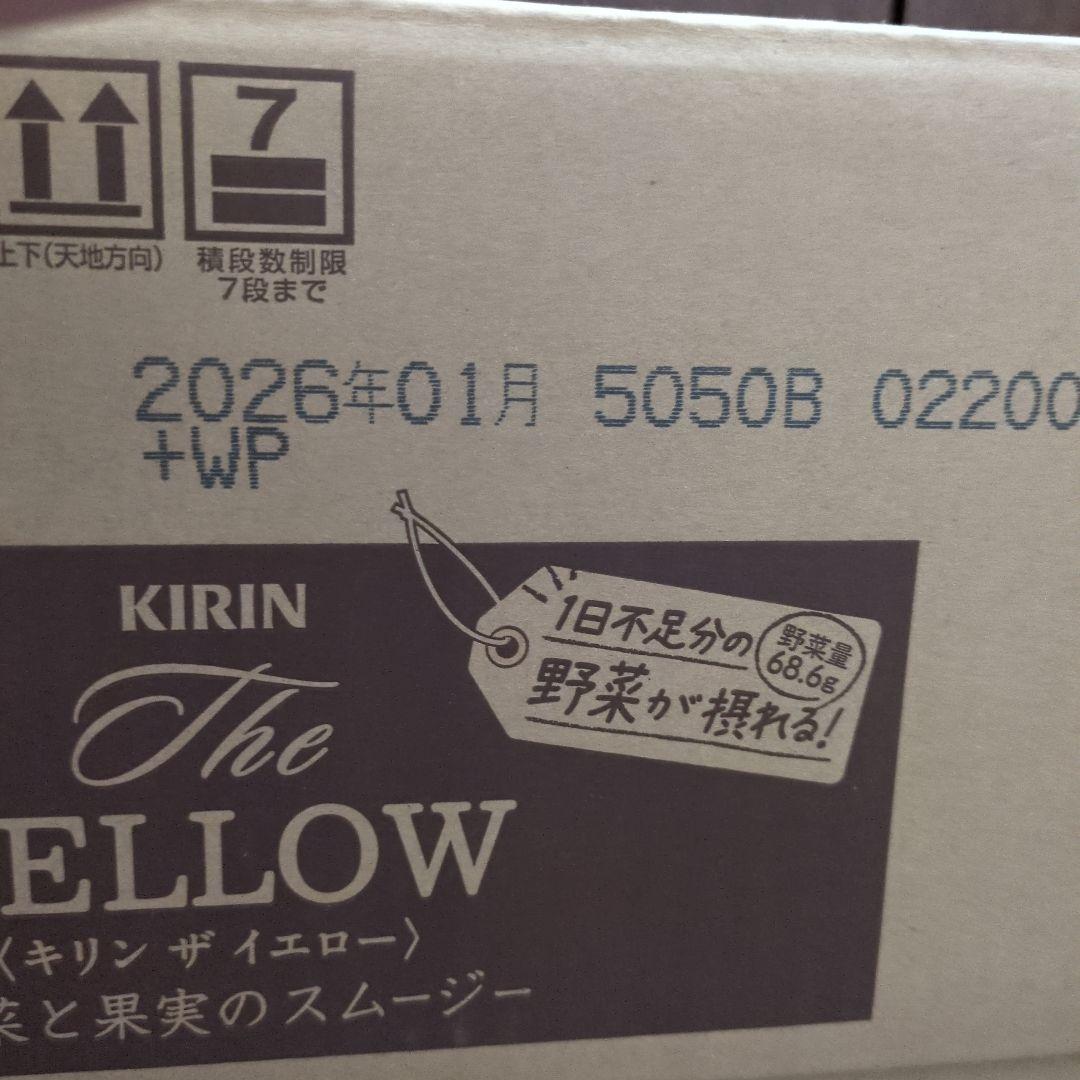 7
上下(天地方向)
積段数制限
7段まで
2026年01月 5050B 02200
+WP
KIRIN
1日不足分の
野菜量
68.6g
野菜が摂れる!
The
ELLOW
〈キリン ザ イエロー〉
菜と果実のスムージー